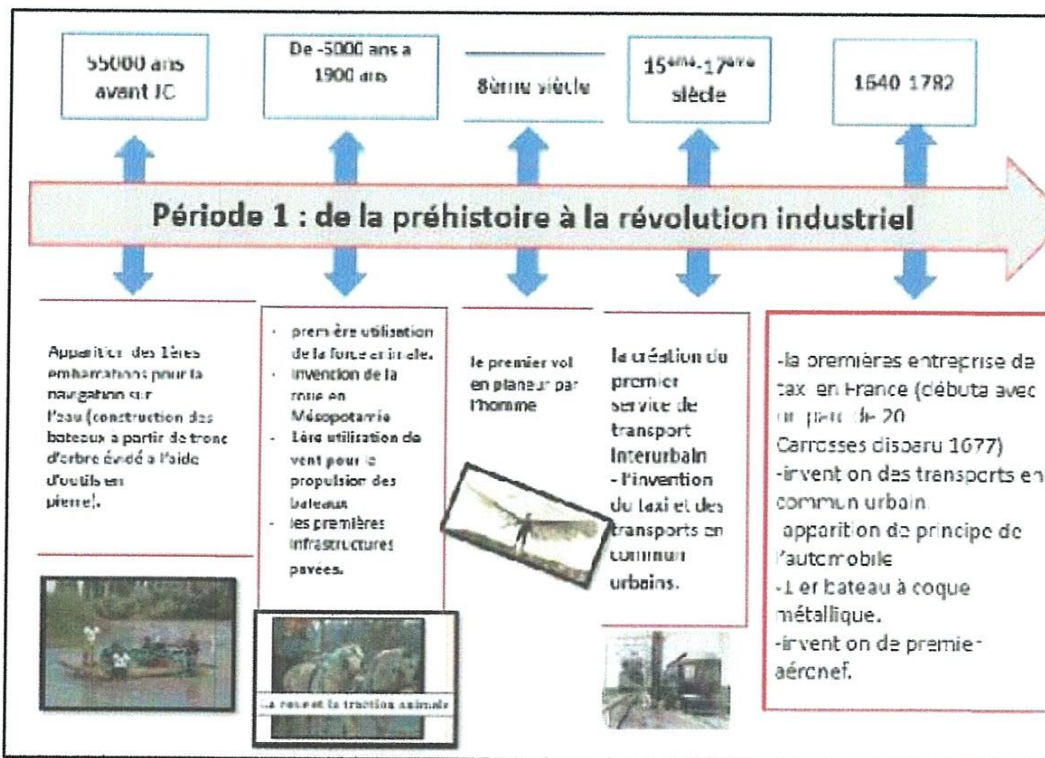 55000 ans
avant JC
De -5000 ans a
1900 ans
8ème siècle
15ème-17ème
siècle
1640-1782
Période 1 : de la préhistoire à la révolution industriel
Apparition des 1ères
embarcations pour la
navigation sur
l'eau (construction des
bateaux à partir de tronc
d'arbre évidé a l'aide
d'outils en
pierre).
- première utilisation
de la force animale.
- Invention de la
roue en
Mésopotamie
- 1ère utilisation de
vent pour la
propulsion des
bateaux
- les premières
infrastructures
pavées.
le premier vol
en planeur par
l'homme
la création du
premier
service de
transport
Interurbain
- l'invention
du taxi et des
transports en
commun
urbains.
-la premières entreprise de
taxi en France (débuta avec
un parc de 20
Carrosses disparu 1677)
-invention des transports en
commun urbain.
apparition de principe de
l'automobile
-1 er bateau à coque
métallique.
-invention de premier
aéronef.
La roue et la traction animale